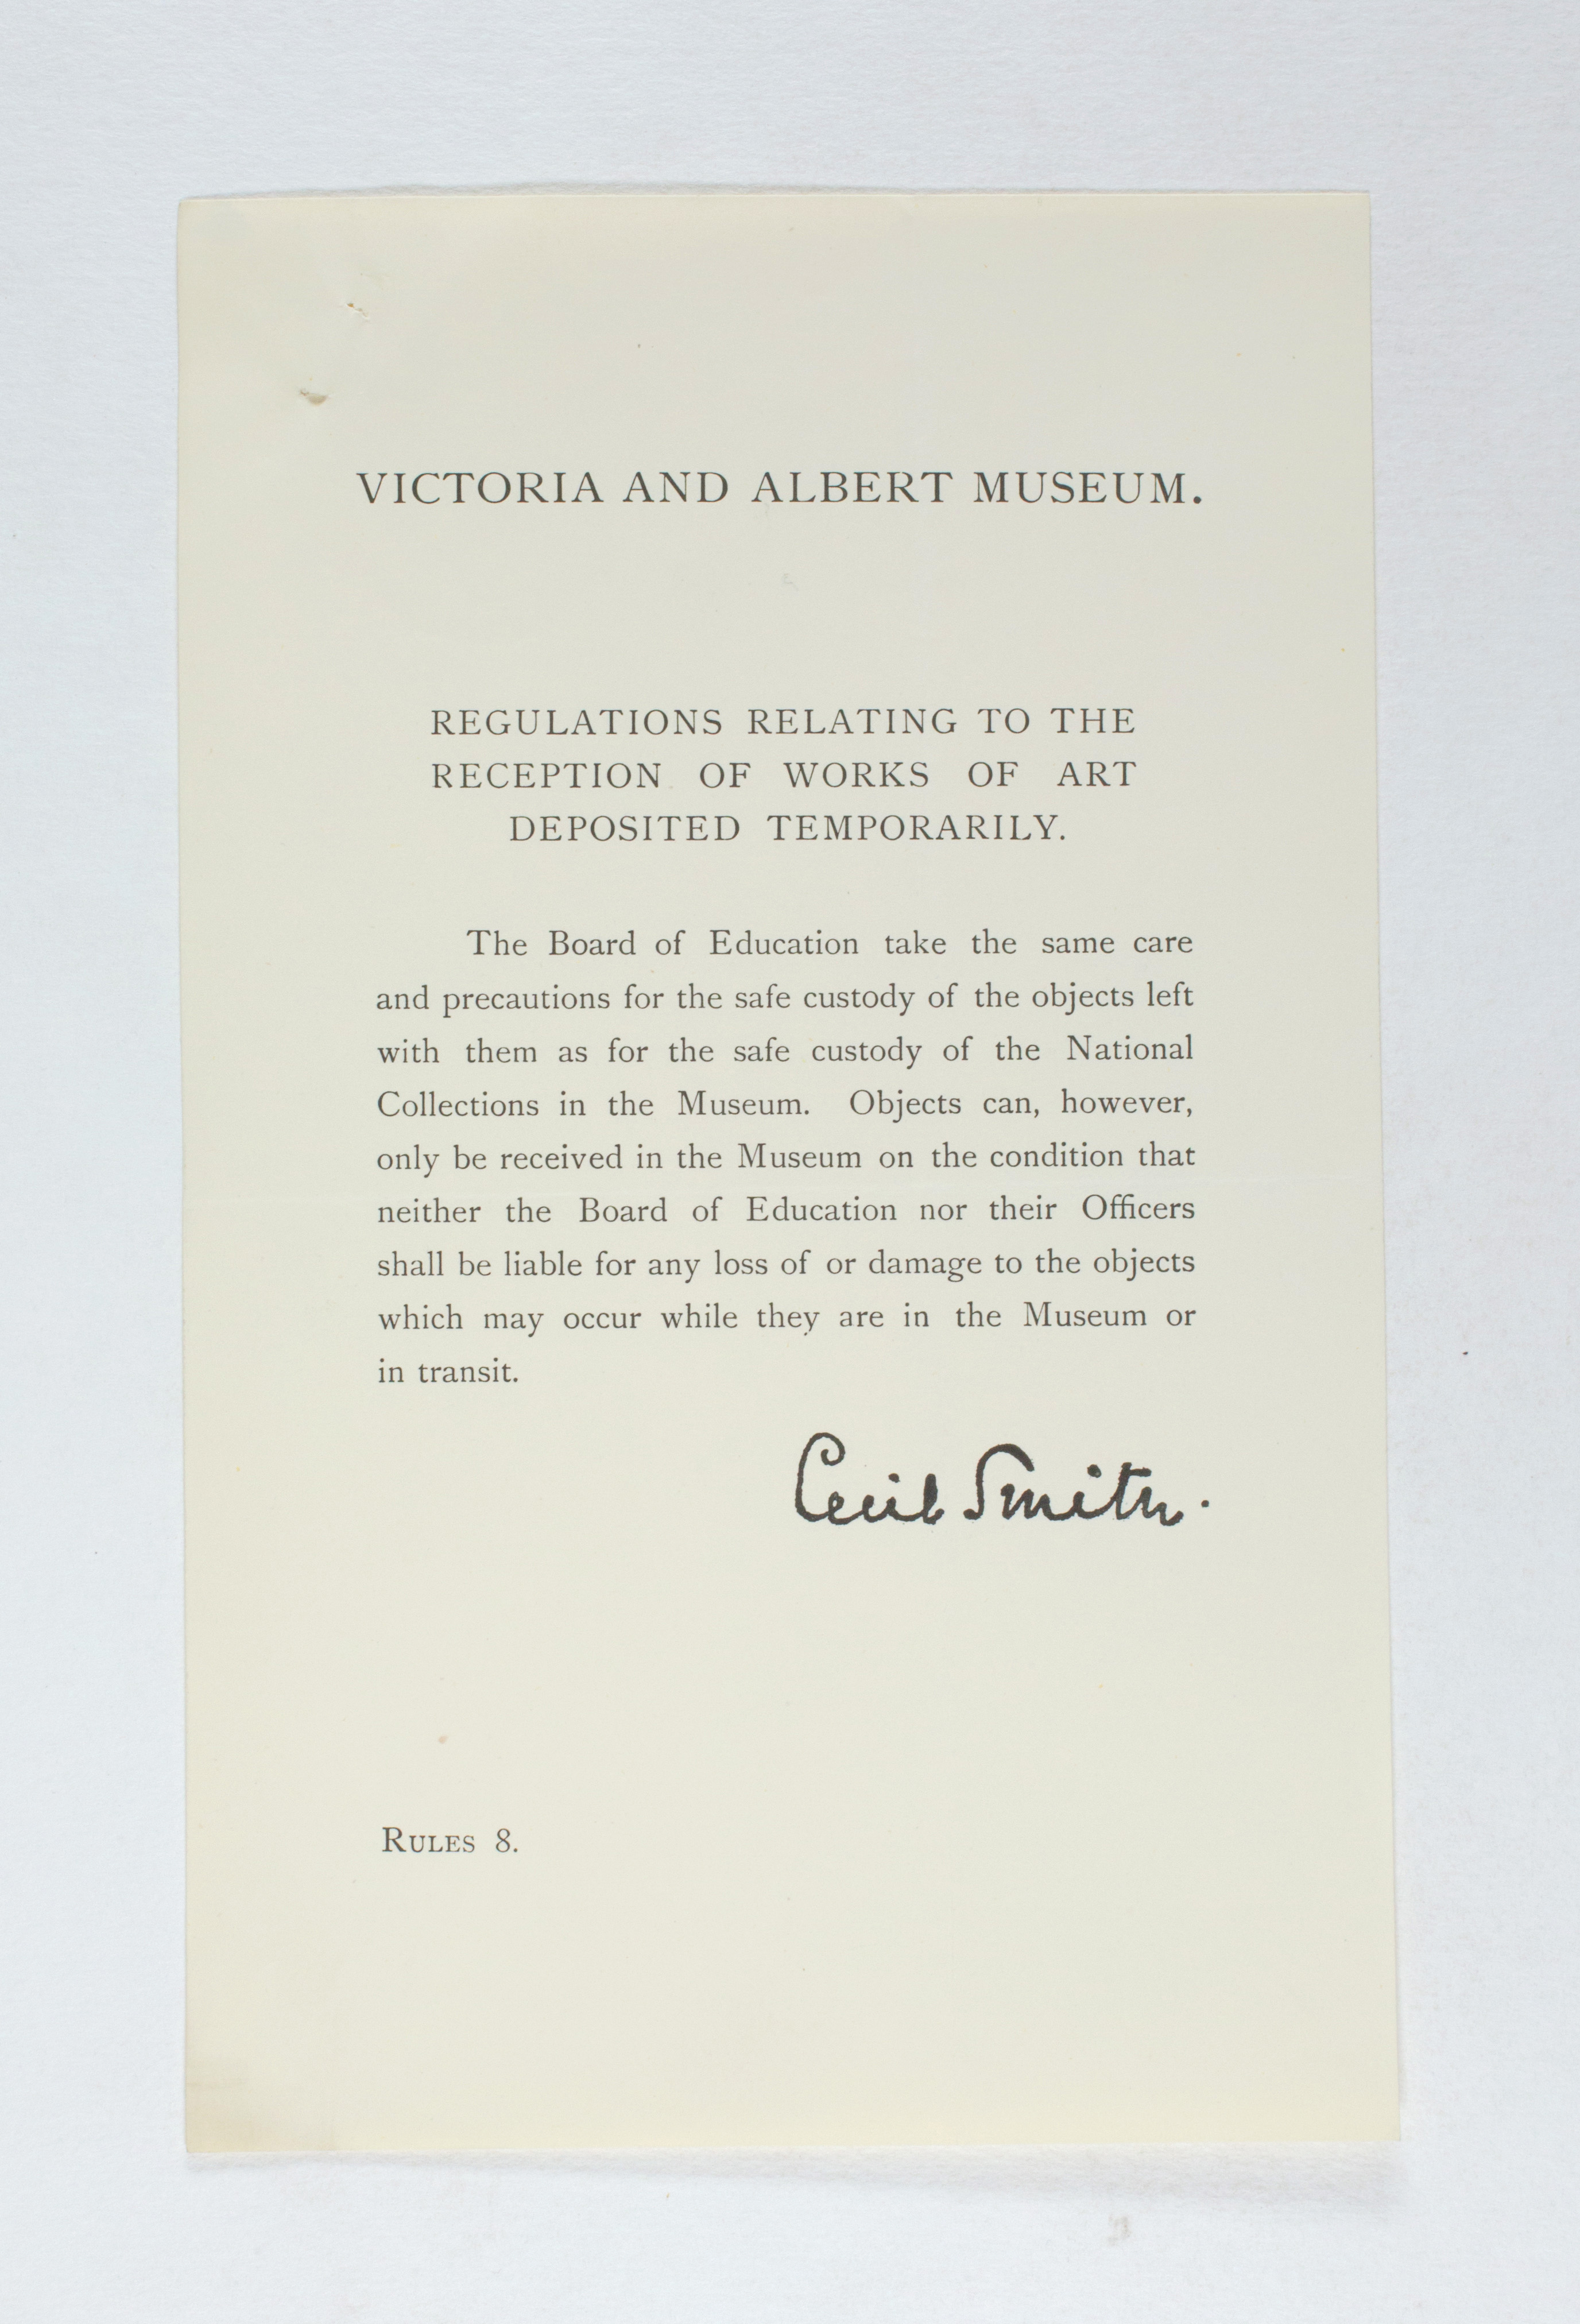 VICTORIA AND ALBERT MUSEUM.
REGULATIONS RELATING TO THE
RECEPTION OF WORKS OF ART
DEPOSITED TEMPORARILY.
The Board of Education take the same care
and precautions for the safe custody of the objects left
with them as for the safe custody of the National
Collections in the Museum. Objects can, however,
only be received in the Museum on the condition that
neither the Board of Education nor their Officers
shall be liable for any loss of or damage to the objects
which may occur while they are in the Museum or
in transit.
Cecil Smith.
RULES 8.